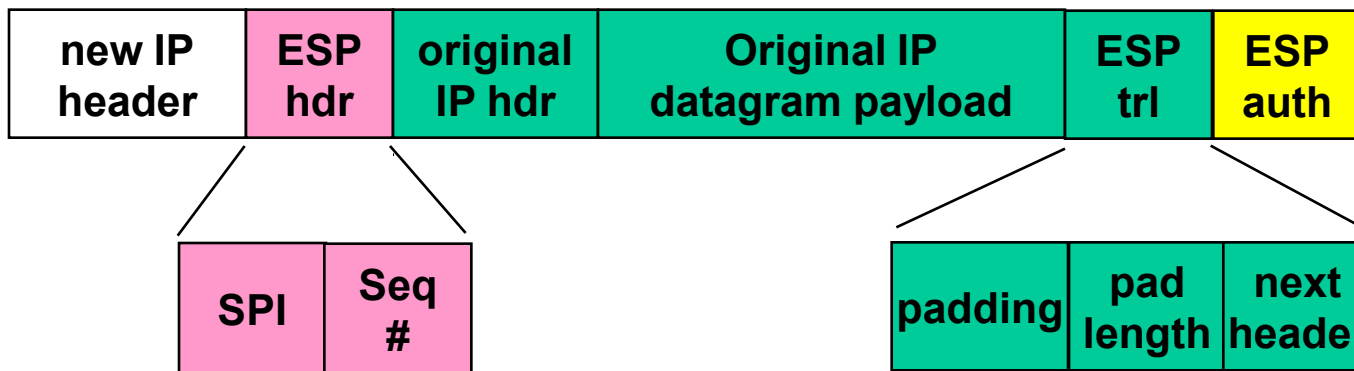 new IP
header
ESP
hdr
original
IP hdr
Original IP
datagram payload
ESP
trl
ESP
auth
SPI
Seq
#
padding
pad
length
next
heade